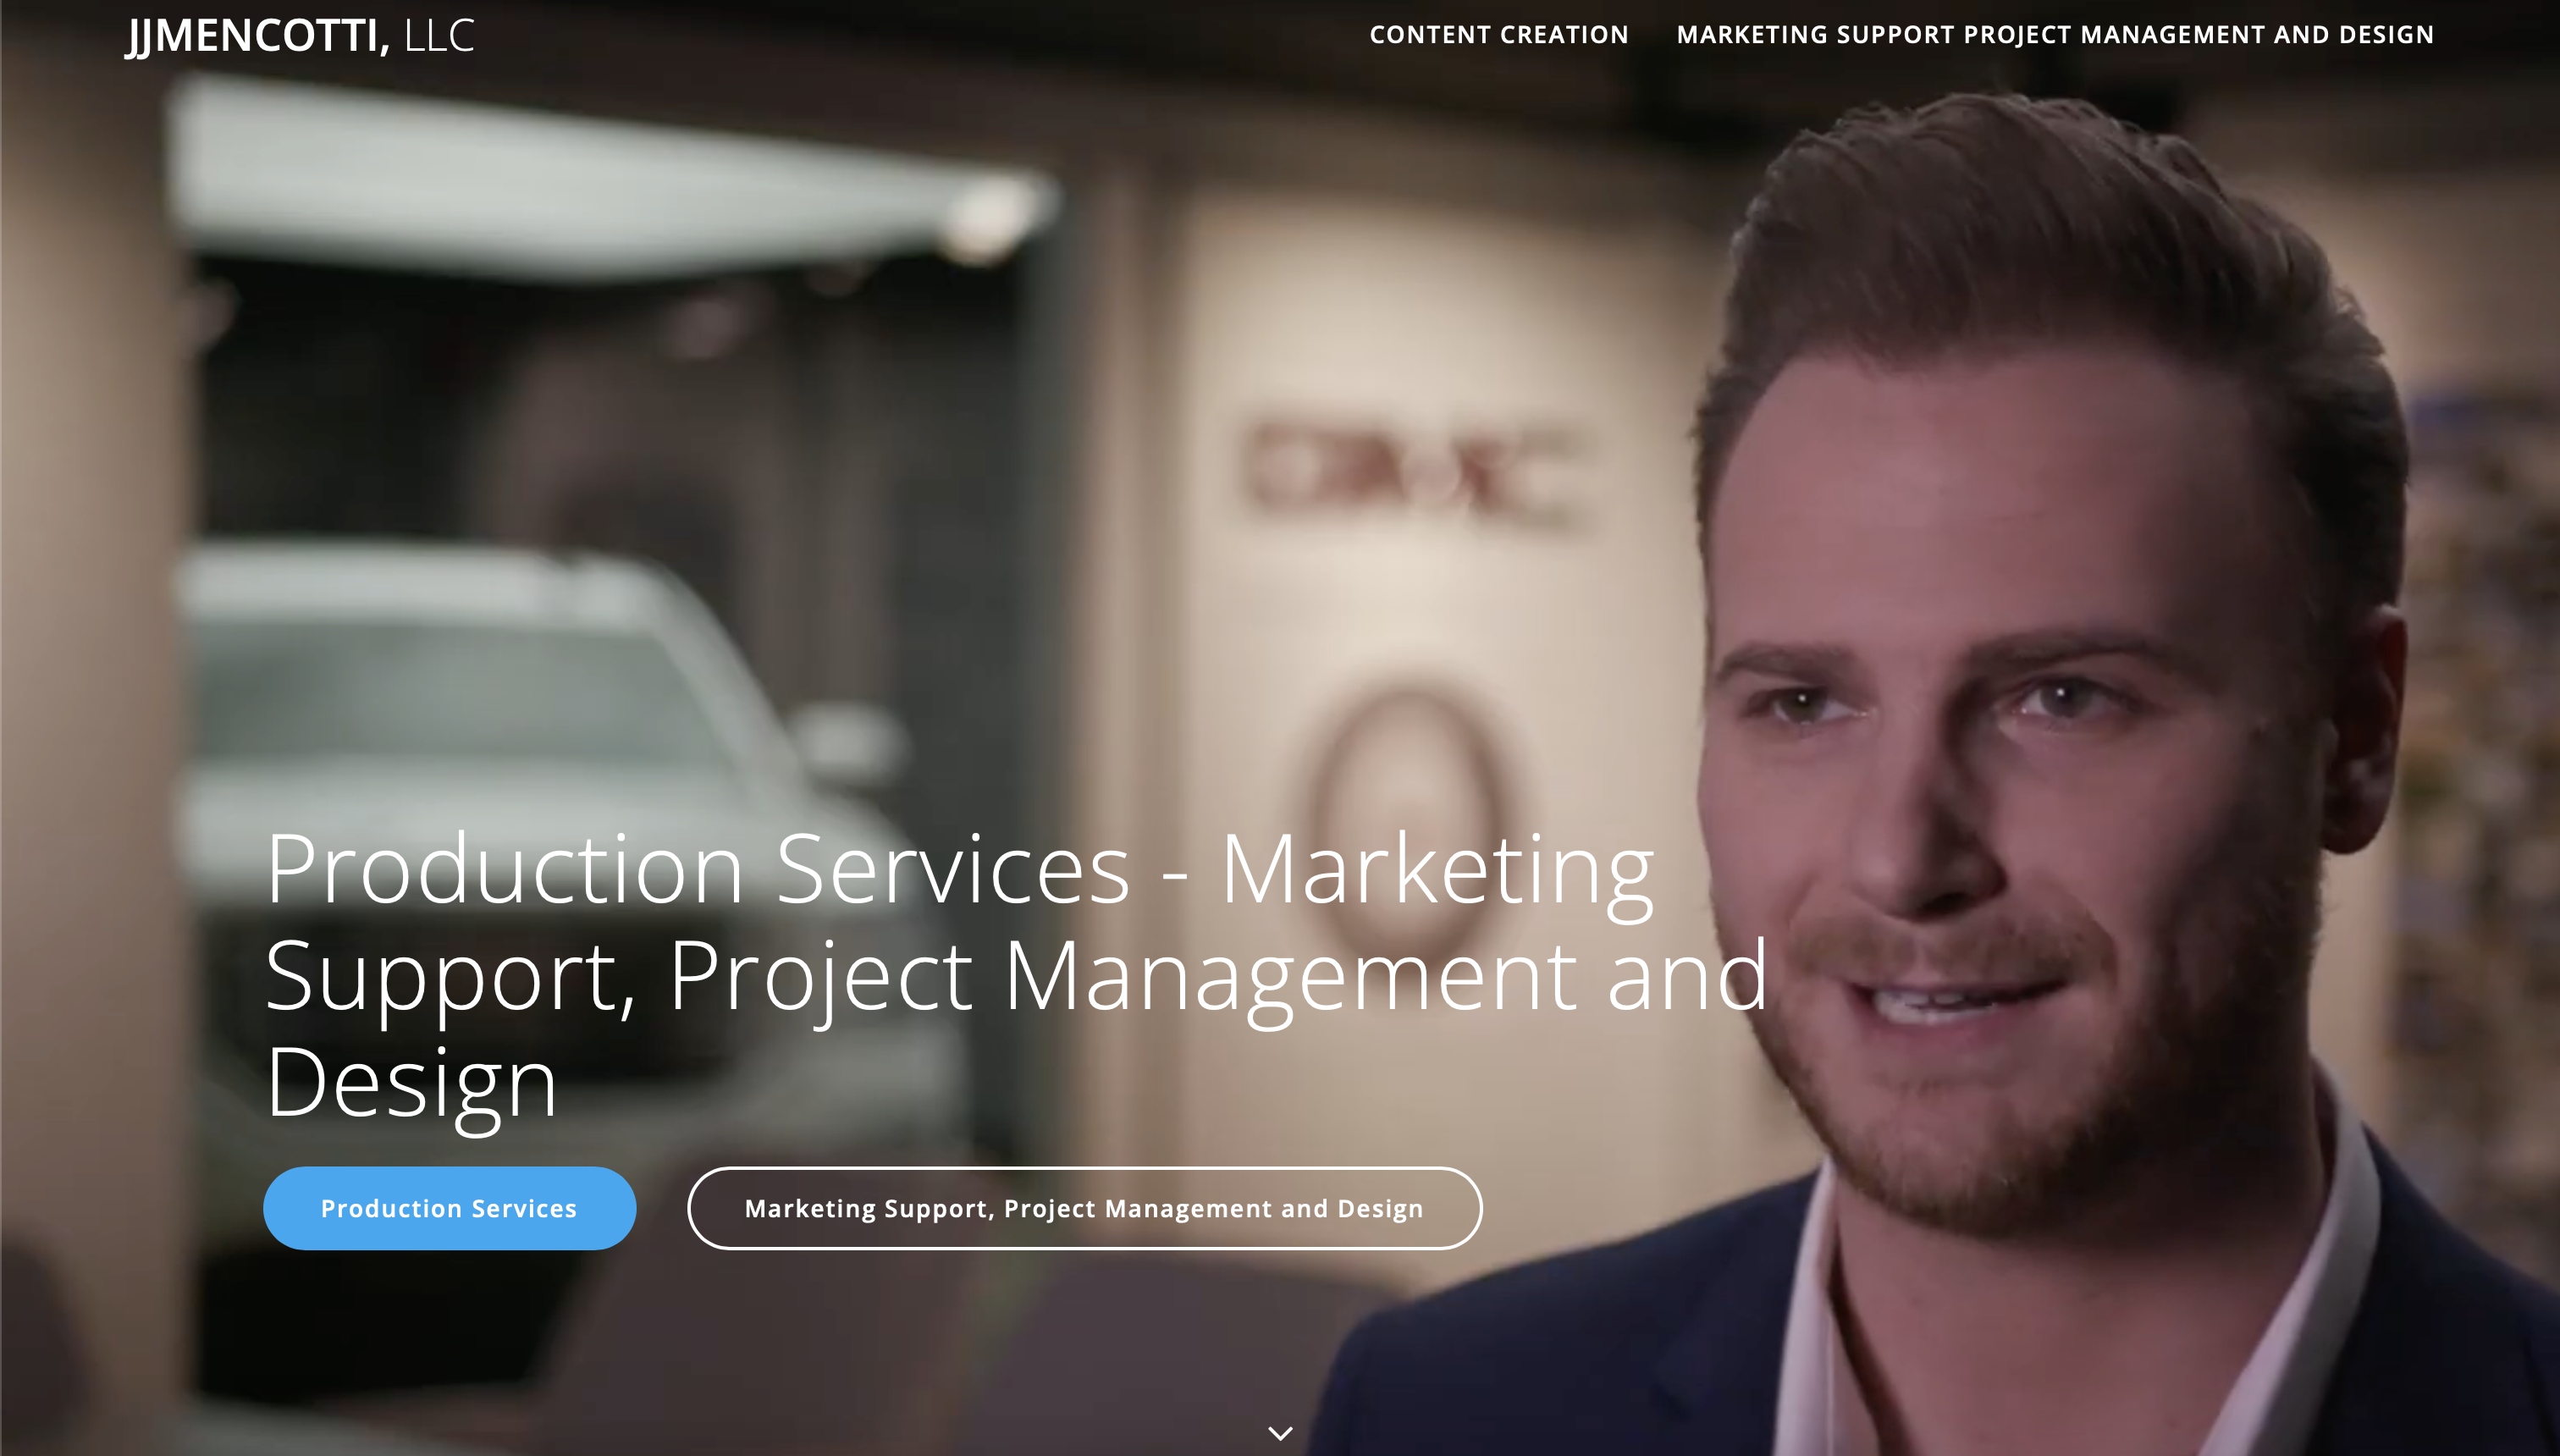 JJMENCOTTI, LLC
CONTENT CREATION
MARKETING SUPPORT PROJECT MANAGEMENT AND DESIGN
Production Services - Marketing
Support, Project Management and
Design
Production Services
Marketing Support, Project Management and Design